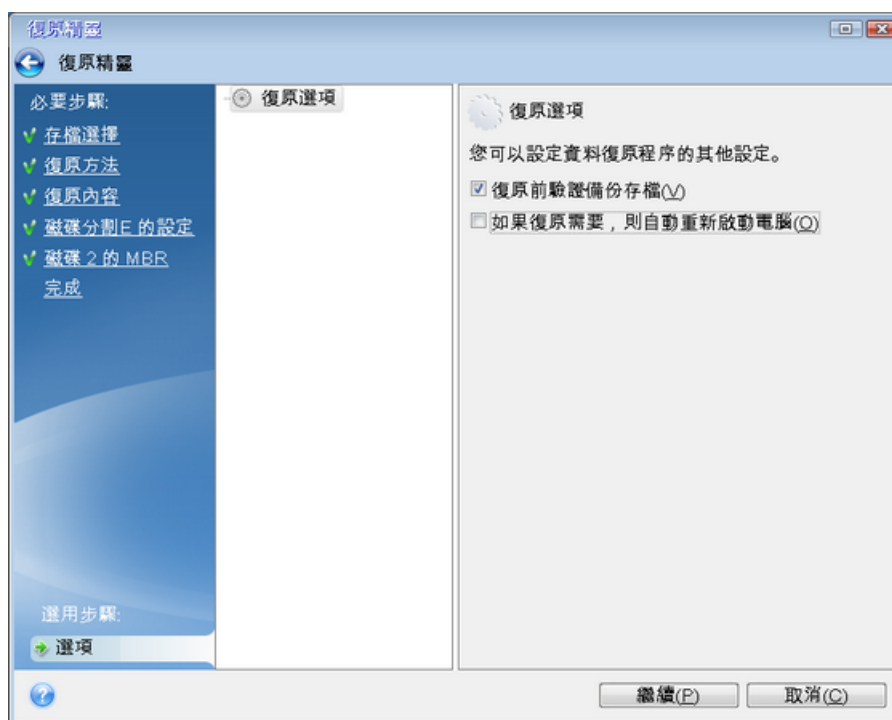 復原精靈
復原精靈
必要步驟:
存檔選擇
復原方法
復原內容
磁碟分割E 的設定
磁碟 2 的 MBR
完成
選用步驟:
選項
復原選項
復原選項
您可以設定資料復原程序的其他設定。
復原前驗證備份存檔(V)
如果復原需要，則自動重新啟動電腦(O)
繼續(P)
取消(C)